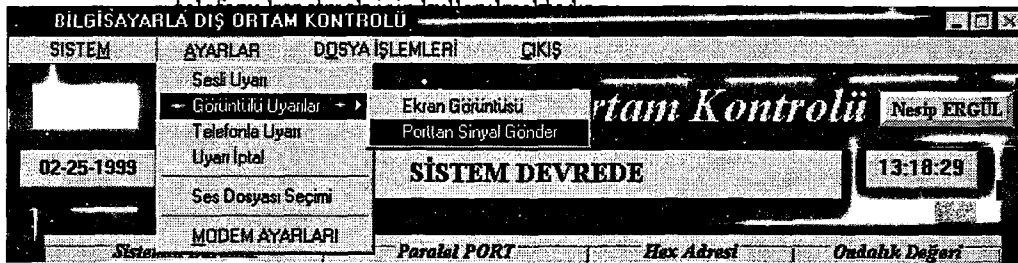 BİLGİSAYARLA DIŞ ORTAM KONTROLÜ
SISTEM AYARLAR DOSYA İŞLEMLERİ ÇIKIŞ
Sesli Uyarı
Görüntülü Uyarılar Ekran Görüntüsü rtam Kontrolü Nesip ERGÜL
Telefonla Uyarı Porttan Sinyal Gönder
02-25-1999 Uyarı İptal SİSTEM DEVREDE 13:18:29
Ses Dosyası Seçimi
MODEM AYARLARI
Paralal PORT Hex Adresi Ondalık Değeri